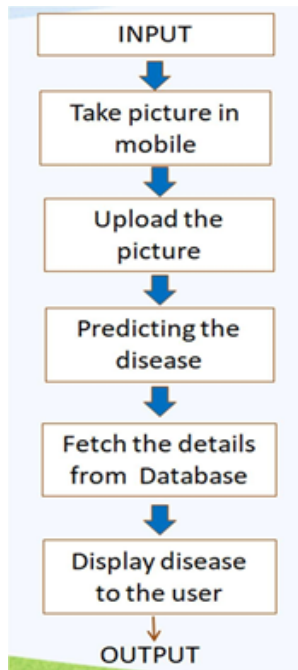 INPUT
Take picture in
mobile
Upload the
picture
Predicting the
disease
Fetch the details
from Database
Display disease
to the user
OUTPUT